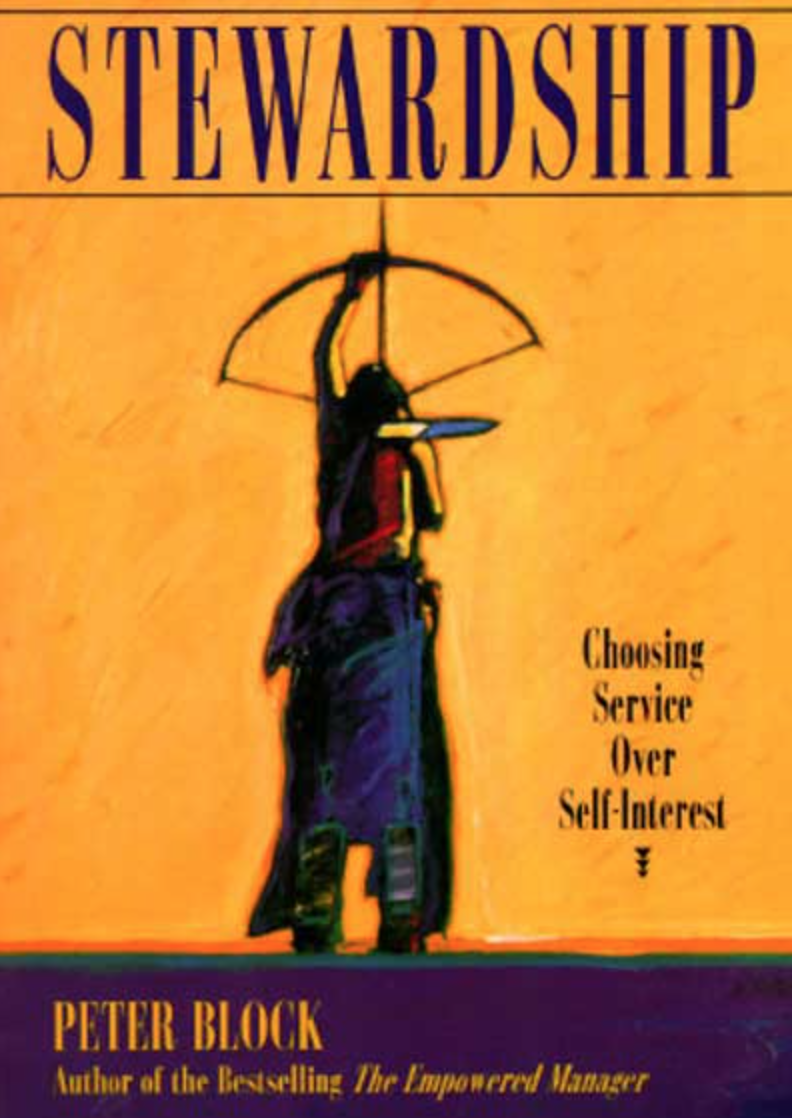 STEWARDSHIP
Choosing
Service
Over
Self-Interest
PETER BLOCK
Author of the Bestselling The Empowered Manager